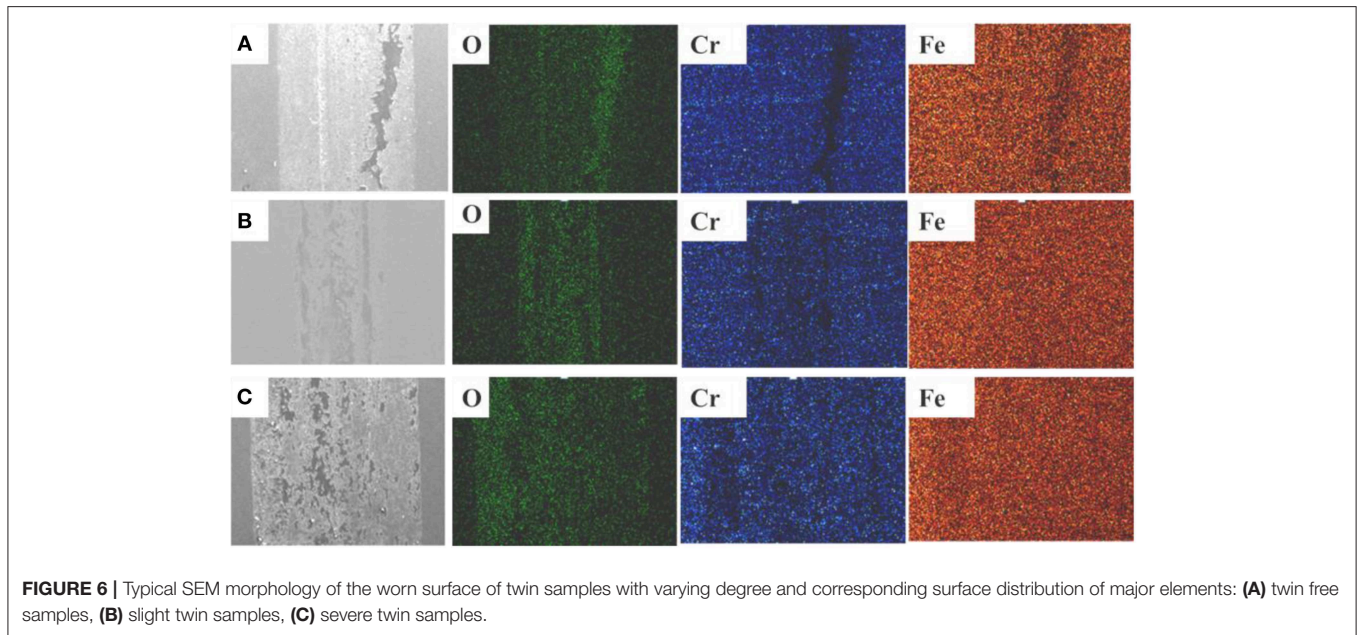 A
O
Cr
Fe
B
O
Cr
Fe
C
O
Cr
Fe
FIGURE 6 | Typical SEM morphology of the worn surface of twin samples with varying degree and corresponding surface distribution of major elements: (A) twin free
samples, (B) slight twin samples, (C) severe twin samples.